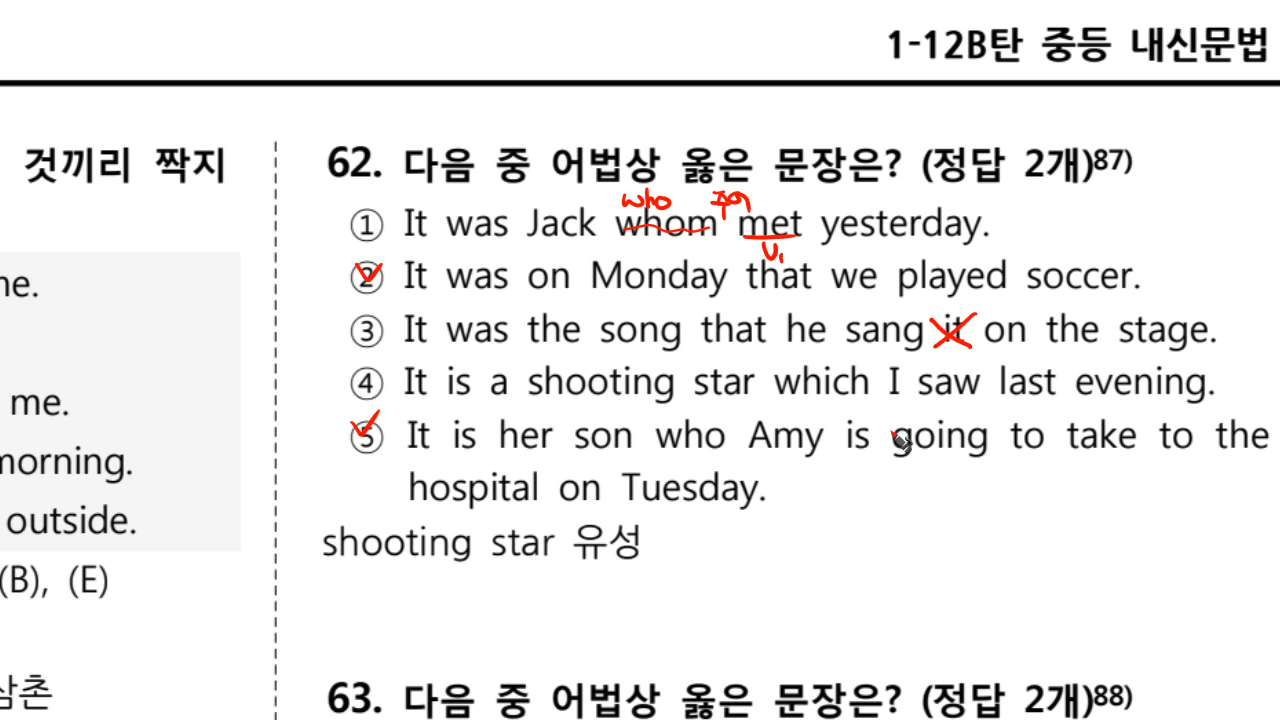 1-12B탄 중등 내신문법
것끼리 짝지
me.
morning.
outside.
(B), (E)
삼촌
62. 다음 중 어법상 옳은 문장은? (정답 2개)87)
who 주어
① It was Jack whom met yesterday.
V₁
② It was on Monday that we played soccer.
③ It was the song that he sang it on the stage.
④ It is a shooting star which I saw last evening.
⑤ It is her son who Amy is going to take to the
hospital on Tuesday.
shooting star 유성
63. 다음 중 어법상 옳은 문장은? (정답 2개)88)